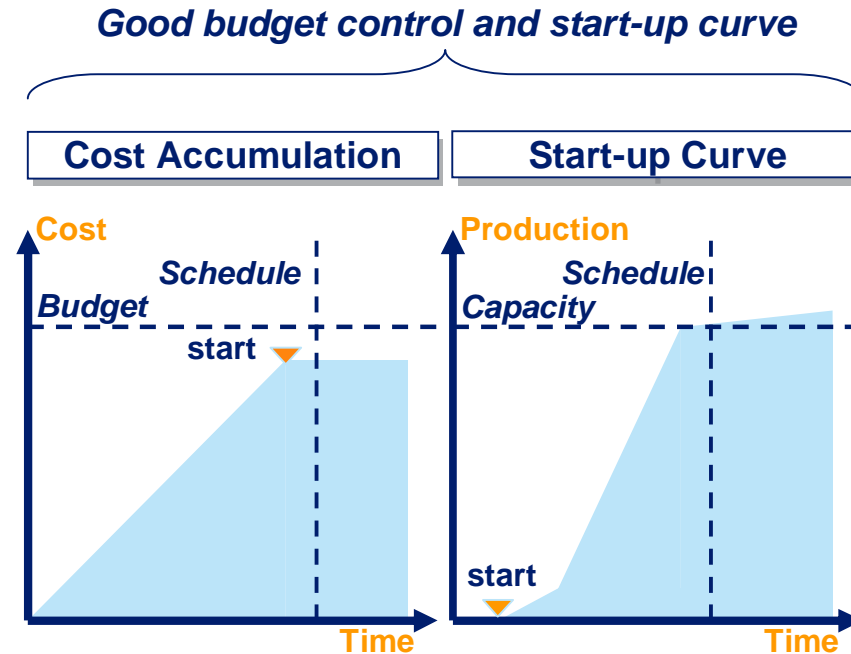 Good budget control and start-up curve
Cost Accumulation
Start-up Curve
Cost
Schedule
Budget
start
Time
Production
Schedule
Capacity
start
Time